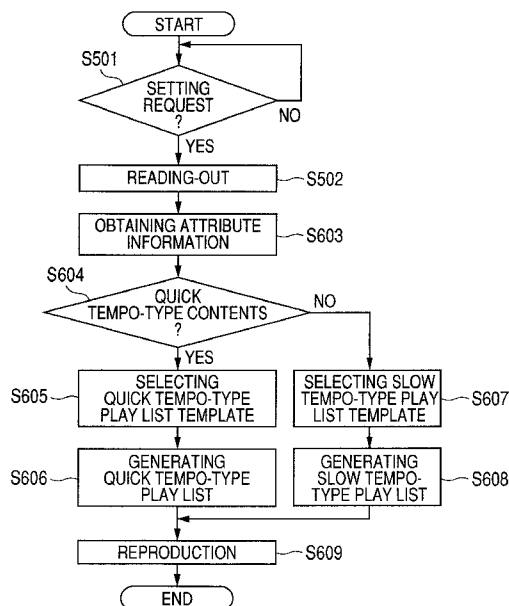 START
S501
SETTING
REQUEST
?
NO
YES
READING-OUT
S502
OBTAINING ATTRIBUTE
INFORMATION
S603
S604
QUICK
TEMPO-TYPE CONTENTS
?
NO
YES
S605
SELECTING
QUICK TEMPO-TYPE
PLAY LIST TEMPLATE
SELECTING SLOW
TEMPO-TYPE PLAY
LIST TEMPLATE
S607
S606
GENERATING
QUICK TEMPO-TYPE
PLAY LIST
GENERATING
SLOW TEMPO-
TYPE PLAY LIST
S608
REPRODUCTION
S609
END